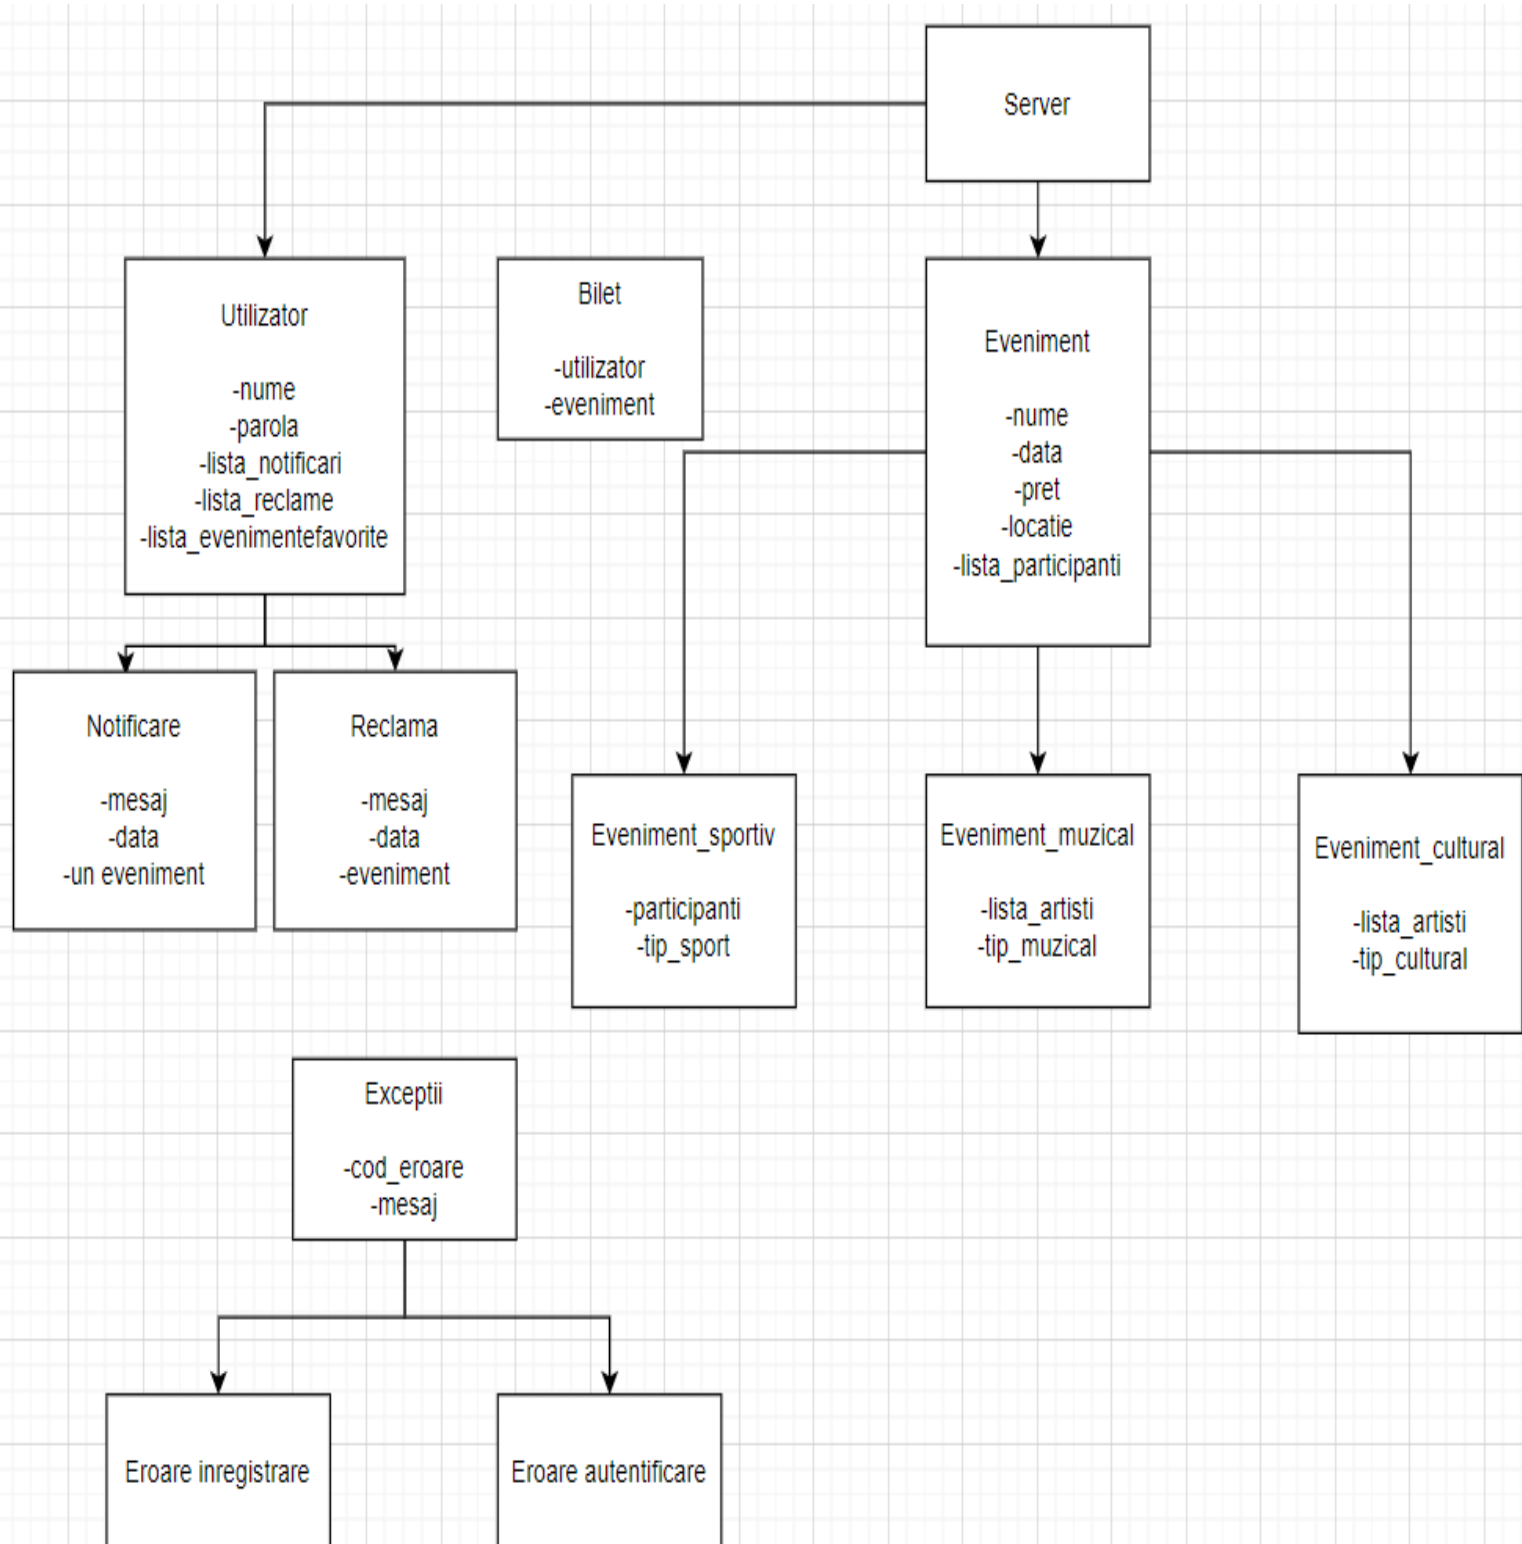 Server
Utilizator
-nume
-parola
-lista_notificari
-lista_reclame
-lista_evenimentefavorite
Bilet
-utilizator
-eveniment
Eveniment
-nume
-data
-pret
-locatie
-lista_participanti
Notificare
-mesaj
-data
-un eveniment
Reclama
-mesaj
-data
-eveniment
Eveniment_sportiv
-participanti
-tip_sport
Eveniment_muzical
-lista_artisti
-tip_muzical
Eveniment_cultural
-lista_artisti
-tip_cultural
Exceptii
-cod_eroare
-mesaj
Eroare inregistrare
Eroare autentificare